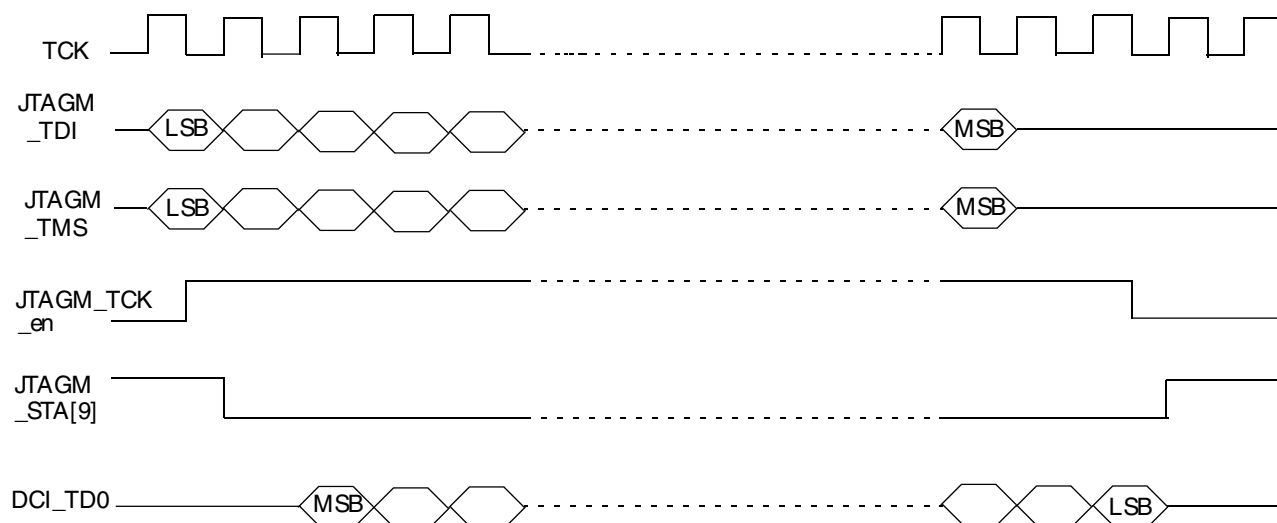 TCK
JTAGM
_TDI
LSB
MSB
JTAGM
_TMS
LSB
MSB
JTAGM_TCK
_en
JTAGM
_STA[9]
DCI_TD0
MSB
LSB